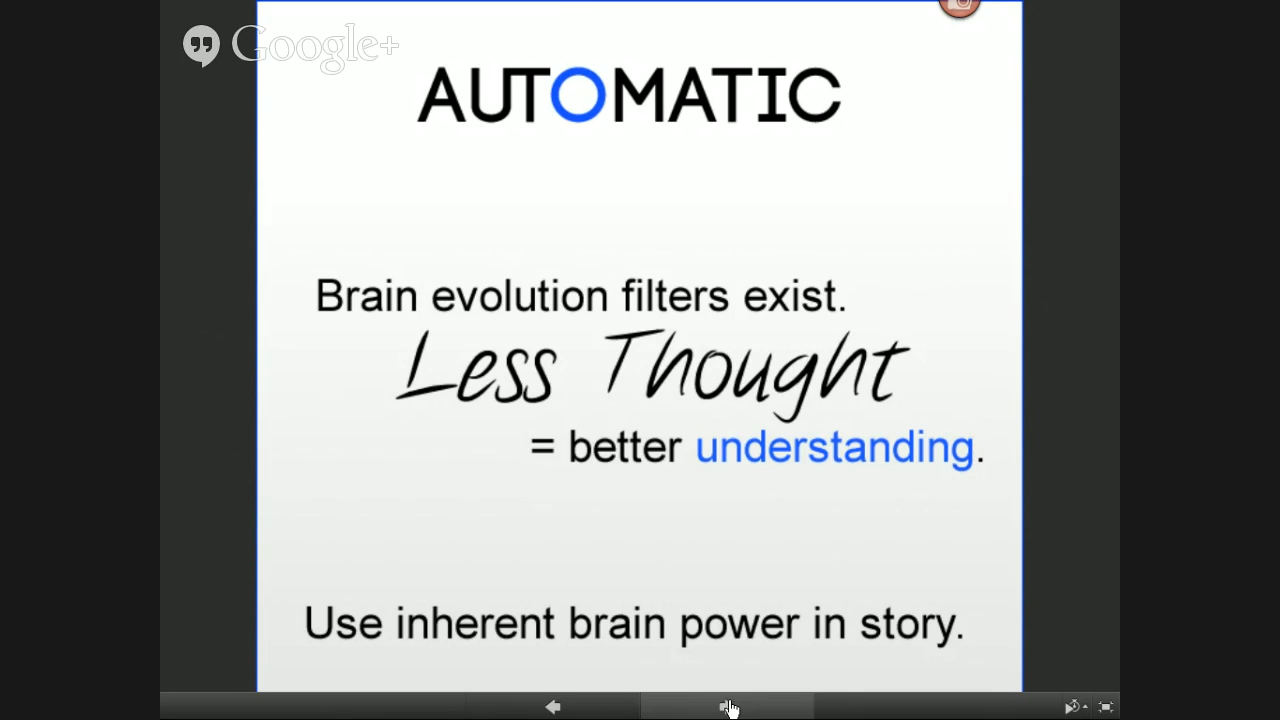 Google+
AUTOMATIC
Brain evolution filters exist.
Less Thought
= better understanding.
Use inherent brain power in story.